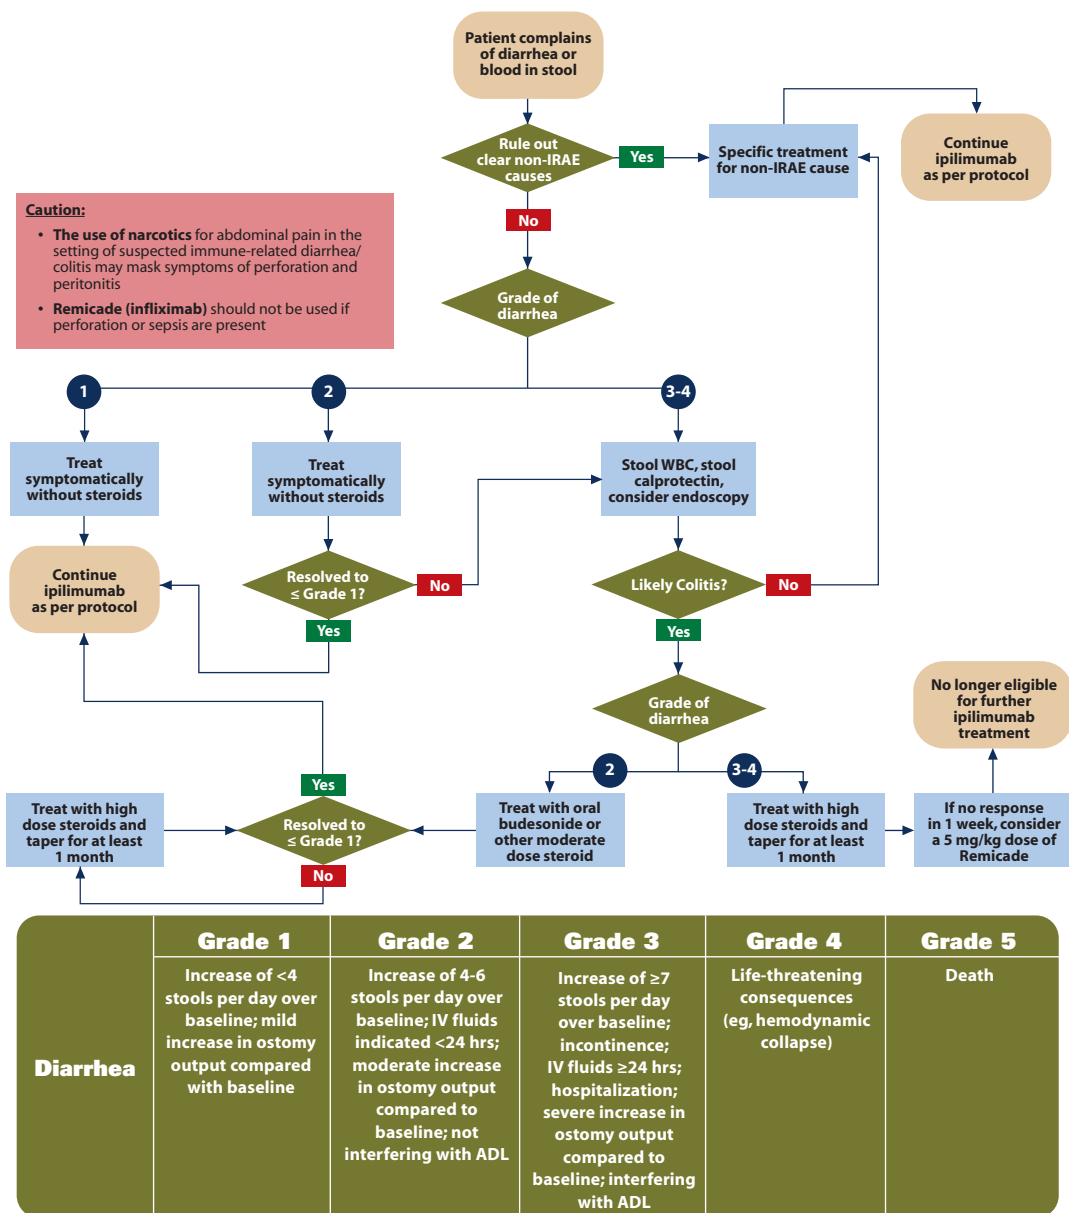 Patient complains
of diarrhea or
blood in stool
Rule out
clear non-IRAE
causes
Yes
Specific treatment
for non-IRAE cause
Continue
ipilimumab
as per protocol
No
Caution:
• The use of narcotics for abdominal pain in the
setting of suspected immune-related diarrhea/
colitis may mask symptoms of perforation and
peritonitis
• Remicade (infliximab) should not be used if
perforation or sepsis are present
Grade of
diarrhea
1
2
3-4
Treat
symptomatically
without steroids
Treat
symptomatically
without steroids
Stool WBC, stool
calprotectin,
consider endoscopy
Continue
ipilimumab
as per protocol
Resolved to
≤ Grade 1?
No
Yes
Likely Colitis?
No
Yes
Grade of
diarrhea
No longer eligible
for further
ipilimumab
treatment
2
3-4
Yes
Treat with high
dose steroids and
taper for at least
1 month
Resolved to
≤ Grade 1?
No
Treat with oral
budesonide or
other moderate
dose steroid
Treat with high
dose steroids and
taper for at least
1 month
If no response
in 1 week, consider
a 5 mg/kg dose of
Remicade
Diarrhea
Grade 1
Increase of <4
stools per day over
baseline; mild
increase in ostomy
output compared
with baseline
Grade 2
Increase of 4-6
stools per day over
baseline; IV fluids
indicated <24 hrs;
moderate increase
in ostomy output
compared to
baseline; not
interfering with ADL
Grade 3
Increase of ≥7
stools per day
over baseline;
incontinence;
IV fluids ≥24 hrs;
hospitalization;
severe increase in
ostomy output
compared to
baseline; interfering
with ADL
Grade 4
Life-threatening
consequences
(eg, hemodynamic
collapse)
Grade 5
Death